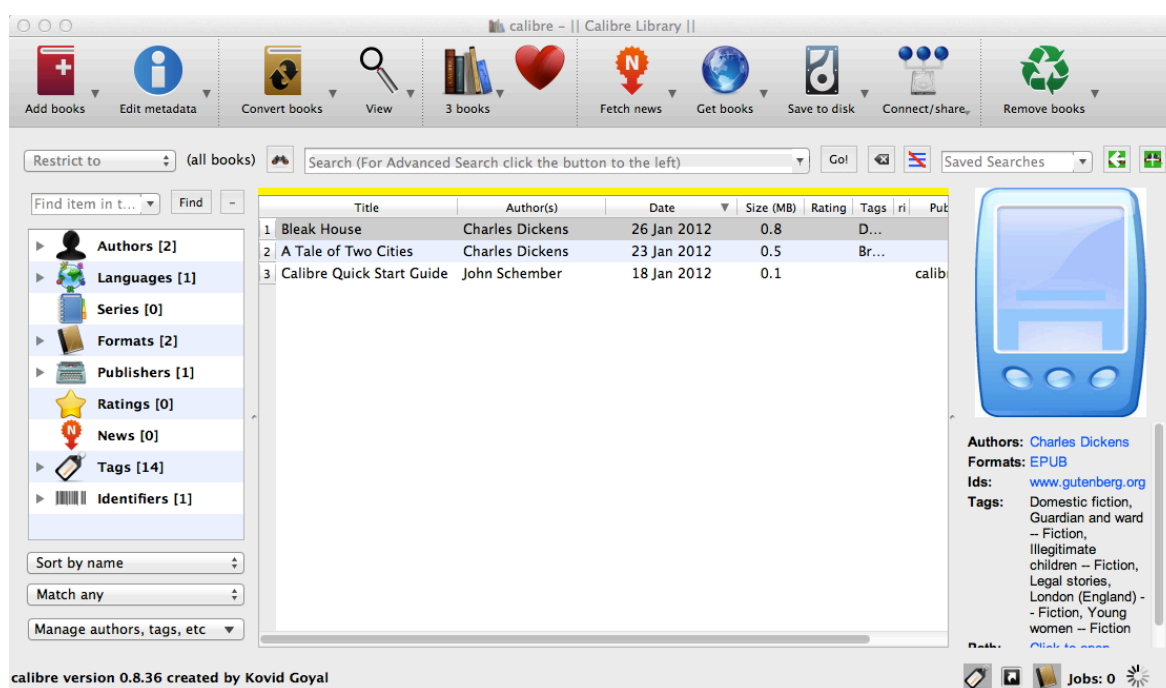 calibre – || Calibre Library ||
Add books
Edit metadata
Convert books
View
3 books
Fetch news
Get books
Save to disk
Connect/share
Remove books
Restrict to
(all books)
Search (For Advanced Search click the button to the left)
Go!
Saved Searches
Find item in t...
Find
Title Author(s) Date Size (MB) Rating Tags ri Pub
1 Bleak House Charles Dickens 26 Jan 2012 0.8 D...
2 A Tale of Two Cities Charles Dickens 23 Jan 2012 0.5 Br...
3 Calibre Quick Start Guide John Schember 18 Jan 2012 0.1 calib
Authors [2]
Languages [1]
Series [0]
Formats [2]
Publishers [1]
Ratings [0]
N
News [0]
Tags [14]
Identifiers [1]
Sort by name
Match any
Manage authors, tags, etc
Authors: Charles Dickens
Formats: EPUB
Ids: www.gutenberg.org
Tags: Domestic fiction,
Guardian and ward
-- Fiction,
Illegitimate
children -- Fiction,
Legal stories,
London (England) -
- Fiction, Young
women -- Fiction
Path: Click to open
calibre version 0.8.36 created by Kovid Goyal
Jobs: 0